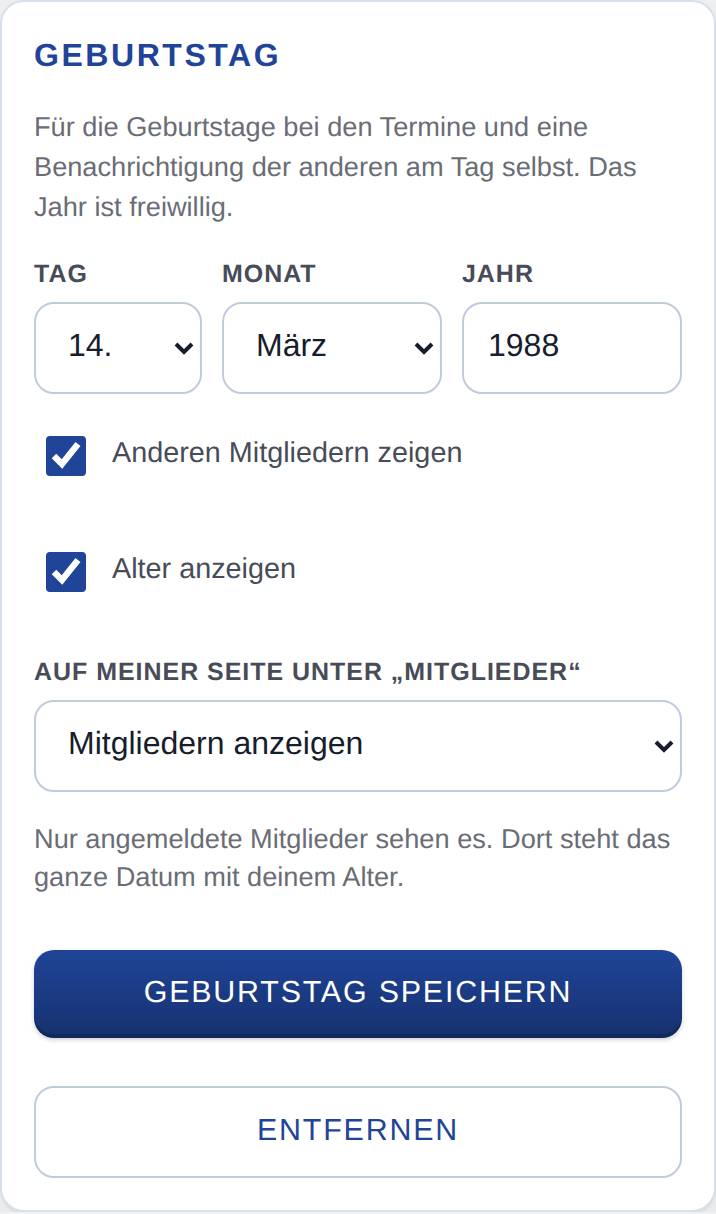 GEBURTSTAG
Für die Geburtstage bei den Termine und eine
Benachrichtigung der anderen am Tag selbst. Das
Jahr ist freiwillig.
TAG MONAT JAHR
14. März 1988
Anderen Mitgliedern zeigen
Alter anzeigen
AUF MEINER SEITE UNTER „MITGLIEDER“
Mitgliedern anzeigen
Nur angemeldete Mitglieder sehen es. Dort steht das
ganze Datum mit deinem Alter.
GEBURTSTAG SPEICHERN
ENTFERNEN